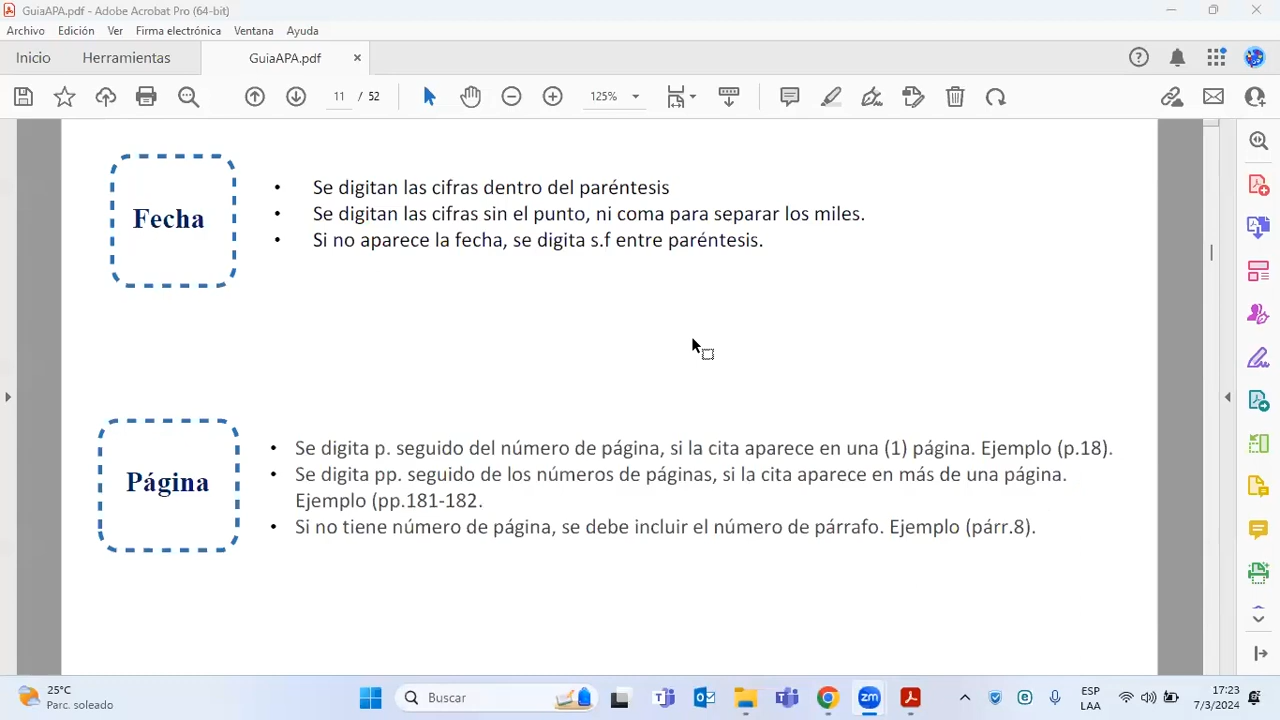 GuiaAPA.pdf - Adobe Acrobat Pro (64-bit)
Archivo Edición Ver Firma electrónica Ventana Ayuda
Inicio Herramientas GuiaAPA.pdf ×
11 / 52 125%
Fecha
• Se digitan las cifras dentro del paréntesis
• Se digitan las cifras sin el punto, ni coma para separar los miles.
• Si no aparece la fecha, se digita s.f entre paréntesis.
Página
• Se digita p. seguido del número de página, si la cita aparece en una (1) página. Ejemplo (p.18).
• Se digita pp. seguido de los números de páginas, si la cita aparece en más de una página.
Ejemplo (pp.181-182.
• Si no tiene número de página, se debe incluir el número de párrafo. Ejemplo (párr.8).
25°C
Parc. soleado
Buscar
zm
ESP
LAA
17:23
7/3/2024